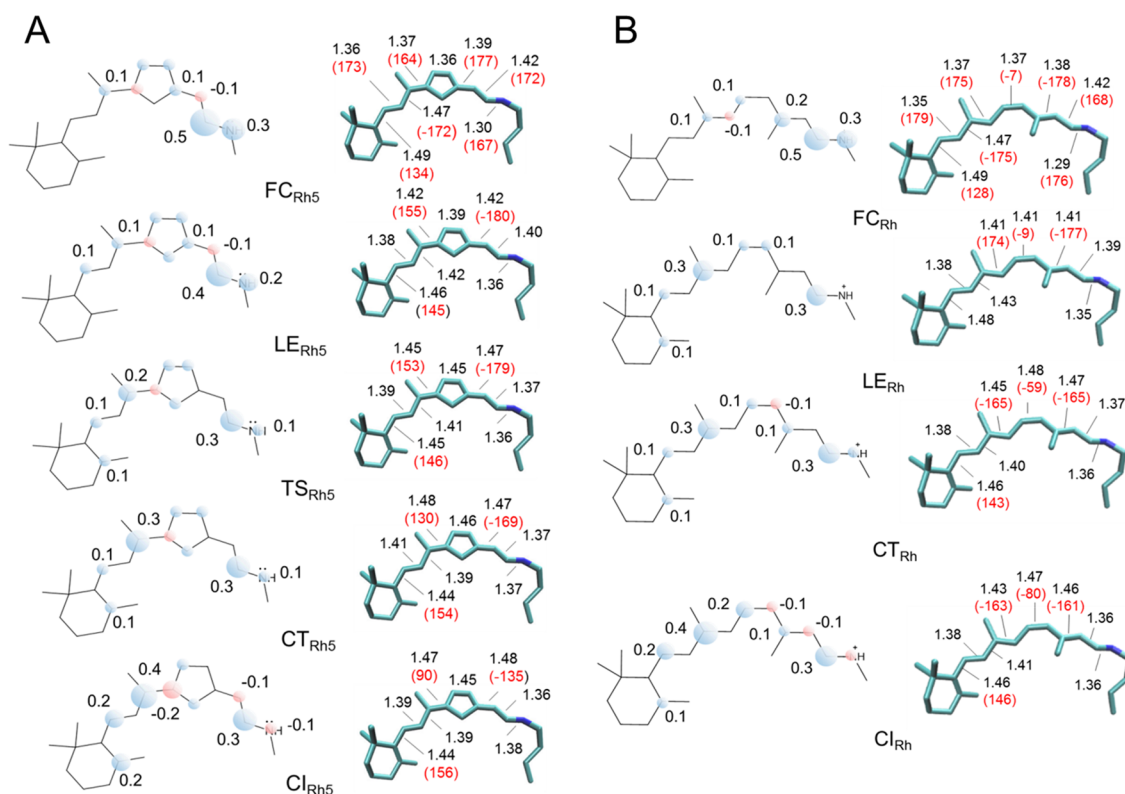 A
0.1 0.1 -0.1 0.5 NH 0.3
1.36 (173) 1.37 (164) 1.36 1.39 (177) 1.42 (172)
1.47 (-172) 1.30 (167)
1.49 (134)
FCRh5
0.1 0.1 0.1 -0.1 0.4 NH 0.2
1.42 (155) 1.39 1.42 (-180) 1.40
1.38 1.42 1.36
1.46 (145)
LERh5
0.2 0.1 0.3 NH 0.1 0.1
1.45 (153) 1.45 1.47 (-179) 1.37
1.39 1.41 1.36
1.45 (146)
TSRh5
0.3 0.1 0.3 NH 0.1 0.1
1.48 (130) 1.46 1.47 (-169) 1.37
1.41 1.39 1.37
1.44 (154)
CTRh5
0.4 0.2 -0.2 -0.1 0.3 NH -0.1 0.2
1.47 (90) 1.45 1.48 (-135) 1.36
1.39 1.39 1.38
1.44 (156)
CIRh5
B
0.1 -0.1 0.2 0.5 NH 0.3
1.35 (179) 1.37 (175) 1.37 (-7) 1.38 (-178) 1.42 (168)
1.47 (-175) 1.29 (176)
1.49 (128)
FCRh
0.3 0.1 0.1 0.1 0.3 NH + 0.1
1.41 (174) 1.41 (-9) 1.41 (-177) 1.39
1.38 1.43 1.35
1.48
LERh
0.3 0.1 0.1 -0.1 0.1 0.3 + H 0.1
1.45 (-165) 1.48 (-59) 1.47 (-165) 1.37
1.38 1.40 1.36
1.46 (143)
CTRh
0.2 0.4 0.2 -0.1 0.1 -0.1 0.3 + H 0.1
1.43 (-163) 1.47 (-80) 1.46 (-161) 1.36
1.38 1.41 1.36
1.46 (146)
CIRh